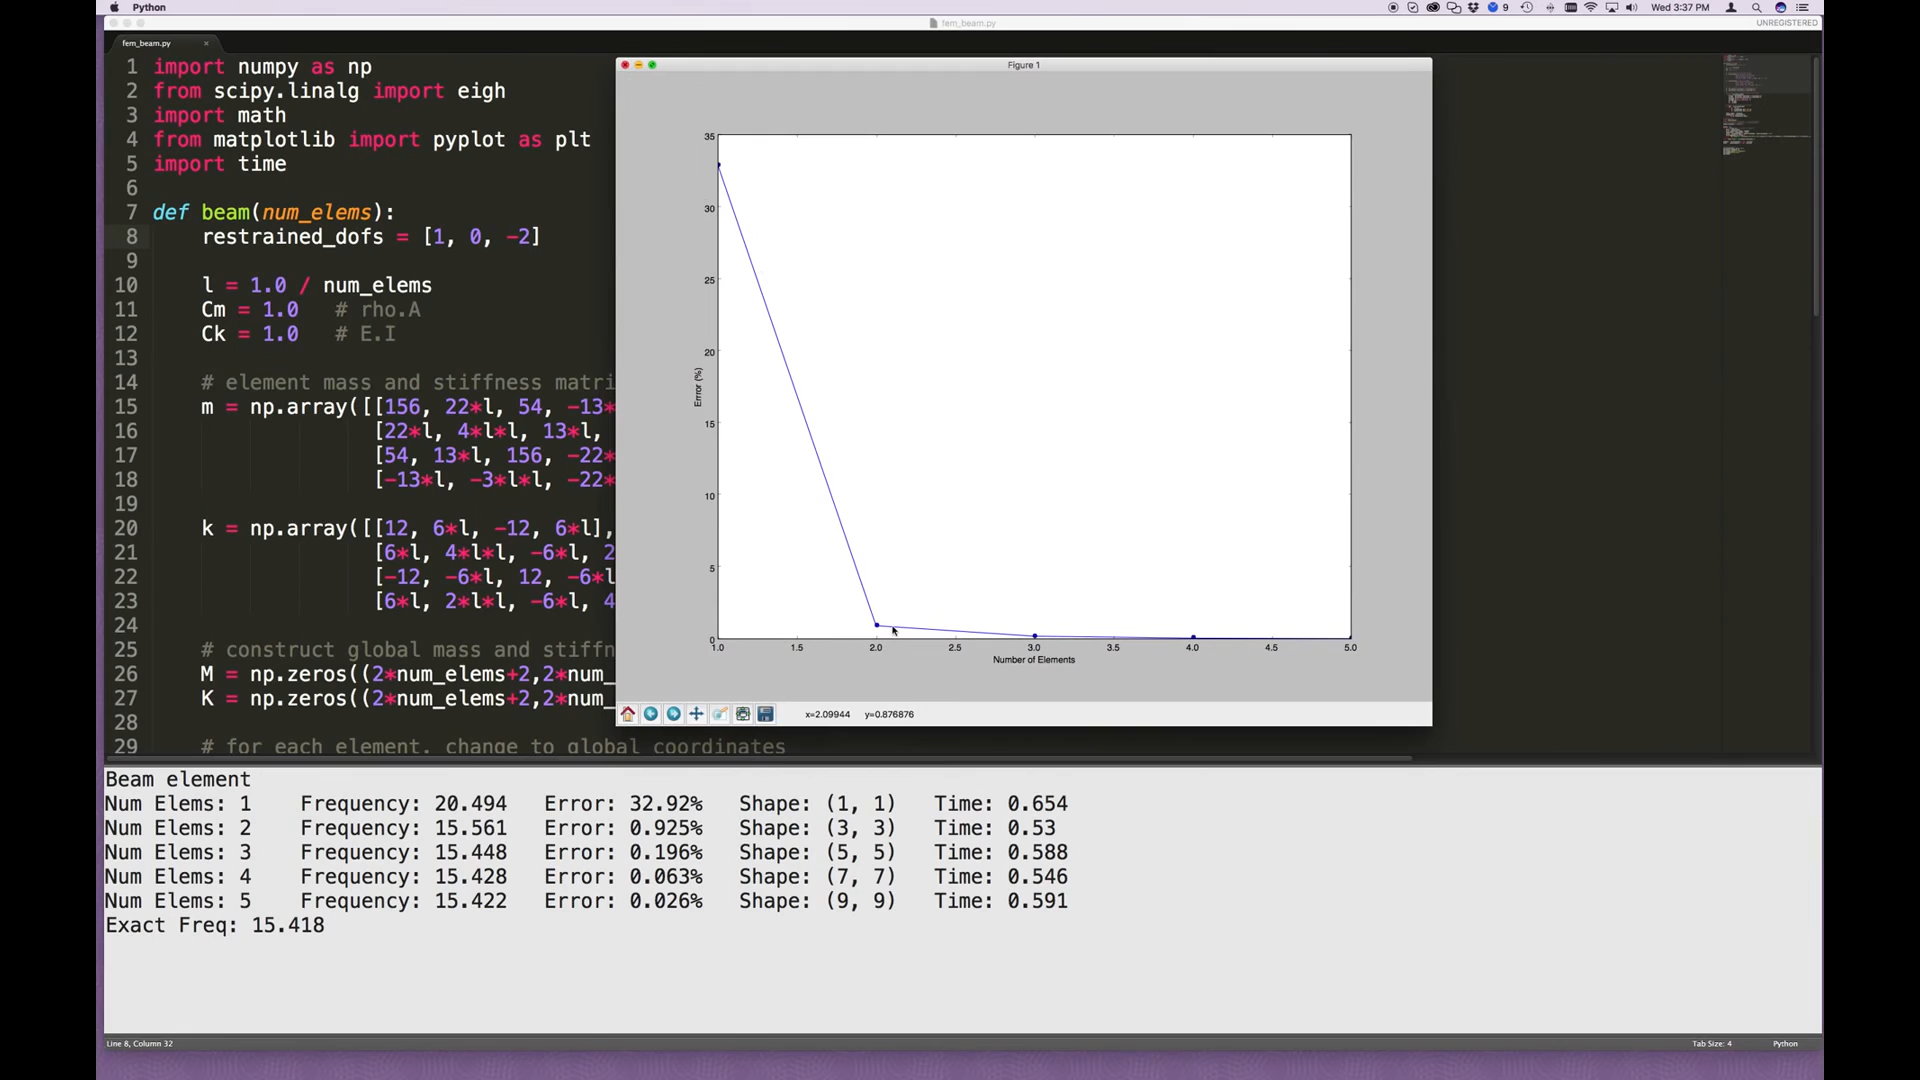 Python
9
Wed 3:37 PM
fem_beam.py
UNREGISTERED
fem_beam.py ×
1 import numpy as np
2 from scipy.linalg import eigh
3 import math
4 from matplotlib import pyplot as plt
5 import time
6
7 def beam(num_elems):
8 restrained_dofs = [1, 0, -2]
9
10 l = 1.0 / num_elems
11 Cm = 1.0 # rho.A
12 Ck = 1.0 # E.I
13
14 # element mass and stiffness matri
15 m = np.array([[156, 22*l, 54, -13*
16 [22*l, 4*l*l, 13*l,
17 [54, 13*l, 156, -22*
18 [-13*l, -3*l*l, -22*
19
20 k = np.array([[12, 6*l, -12, 6*l],
21 [6*l, 4*l*l, -6*l, 2
22 [-12, -6*l, 12, -6*l
23 [6*l, 2*l*l, -6*l, 4
24
25 # construct global mass and stiffn
26 M = np.zeros((2*num_elems+2,2*num_
27 K = np.zeros((2*num_elems+2,2*num_
28
29 # for each element, change to global coordinates
Figure 1
35
30
25
20
15
10
5
0
Error (%)
1.0 1.5 2.0 2.5 3.0 3.5 4.0 4.5 5.0
Number of Elements
x=2.09944 y=0.876876
Beam element
Num Elems: 1 Frequency: 20.494 Error: 32.92% Shape: (1, 1) Time: 0.654
Num Elems: 2 Frequency: 15.561 Error: 0.925% Shape: (3, 3) Time: 0.53
Num Elems: 3 Frequency: 15.448 Error: 0.196% Shape: (5, 5) Time: 0.588
Num Elems: 4 Frequency: 15.428 Error: 0.063% Shape: (7, 7) Time: 0.546
Num Elems: 5 Frequency: 15.422 Error: 0.026% Shape: (9, 9) Time: 0.591
Exact Freq: 15.418
Line 8, Column 32
Tab Size: 4
Python